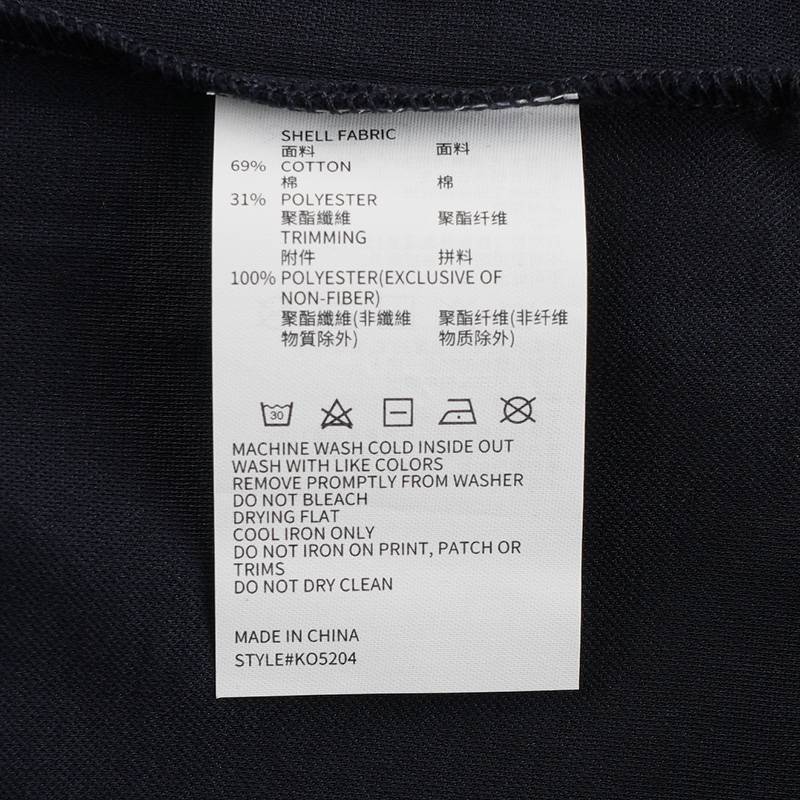 SHELL FABRIC
面料 面料
69% COTTON
棉 棉
31% POLYESTER
聚酯纖維 聚酯纤维
TRIMMING
附件 拼料
100% POLYESTER(EXCLUSIVE OF
NON-FIBER)
聚酯纖維(非纖維 聚酯纤维(非纤维
物質除外) 物质除外)
30
MACHINE WASH COLD INSIDE OUT
WASH WITH LIKE COLORS
REMOVE PROMPTLY FROM WASHER
DO NOT BLEACH
DRYING FLAT
COOL IRON ONLY
DO NOT IRON ON PRINT, PATCH OR
TRIMS
DO NOT DRY CLEAN
MADE IN CHINA
STYLE#KO5204